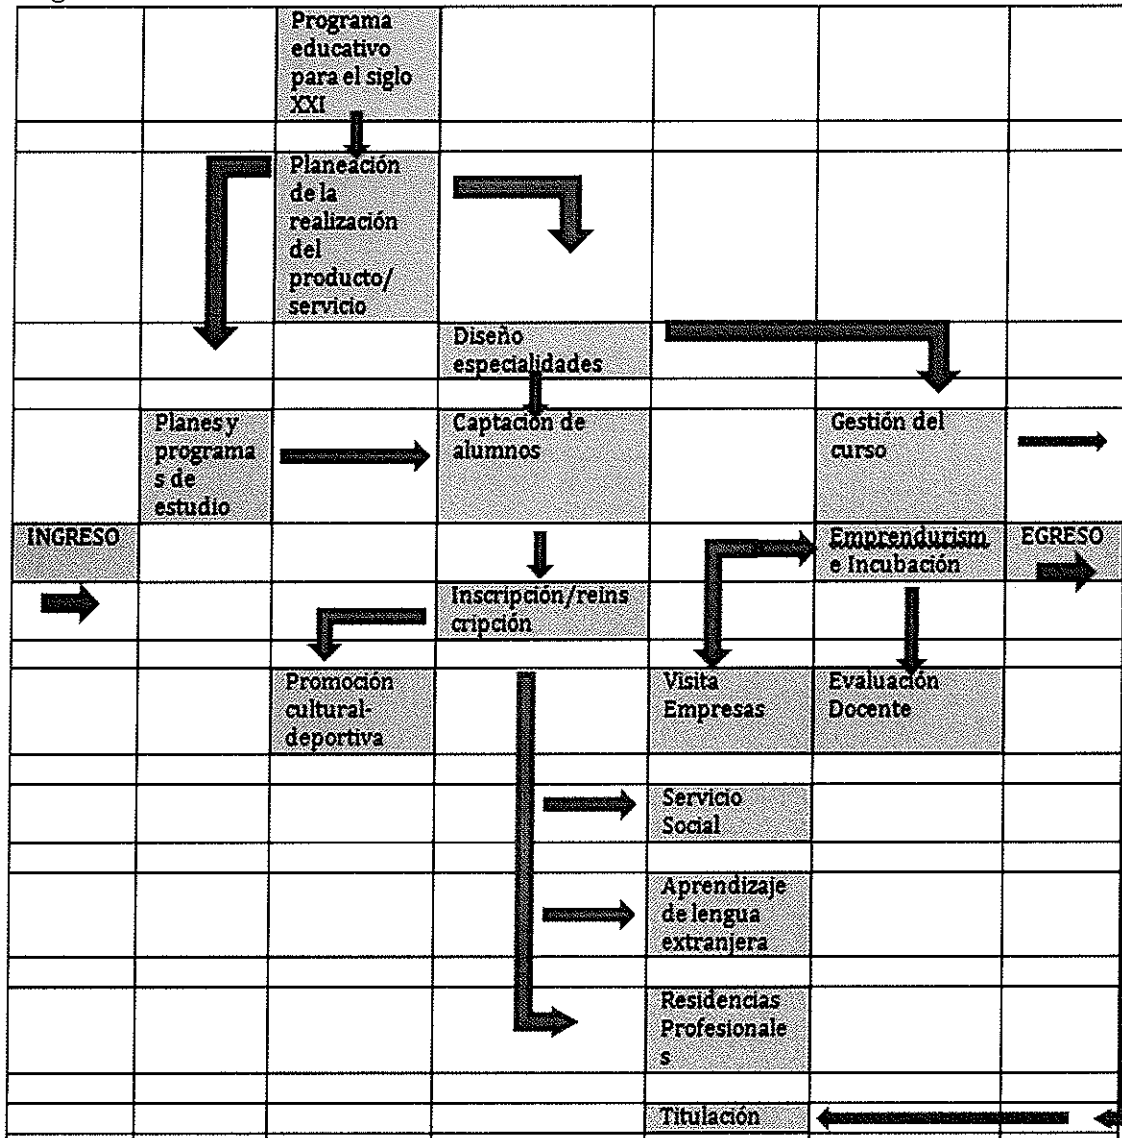 Programa
educativo
para el siglo
XXI
Planeación
de la
realización
del
producto/
servicio
Diseño
especialidades
Planes y
programa
s de
estudio
Captación de
alumnos
Gestión del
curso
INGRESO
Emprendurism
e Incubación
EGRESO
Inscripción/reins
cripción
Promoción
cultural-
deportiva
Visita
Empresas
Evaluación
Docente
Servicio
Social
Aprendizaje
de lengua
extranjera
Residencias
Profesionale
s
Titulación